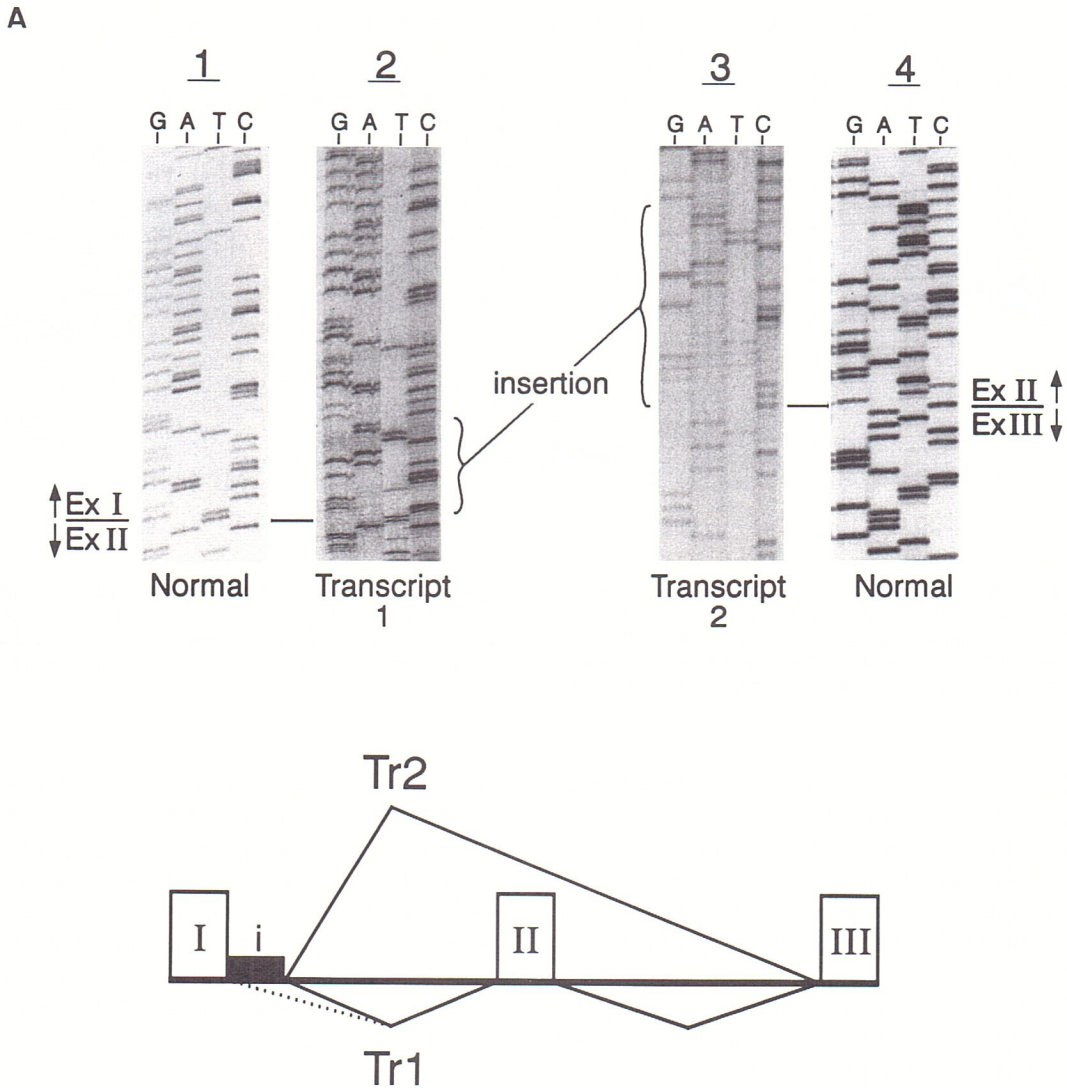 A
1 2 3 4
G A T C G A T C G A T C G A T C
insertion
Ex II
Ex III
Ex I
Ex II
Normal Transcript 1 Transcript 2 Normal
Tr2
I i II III
Tr1